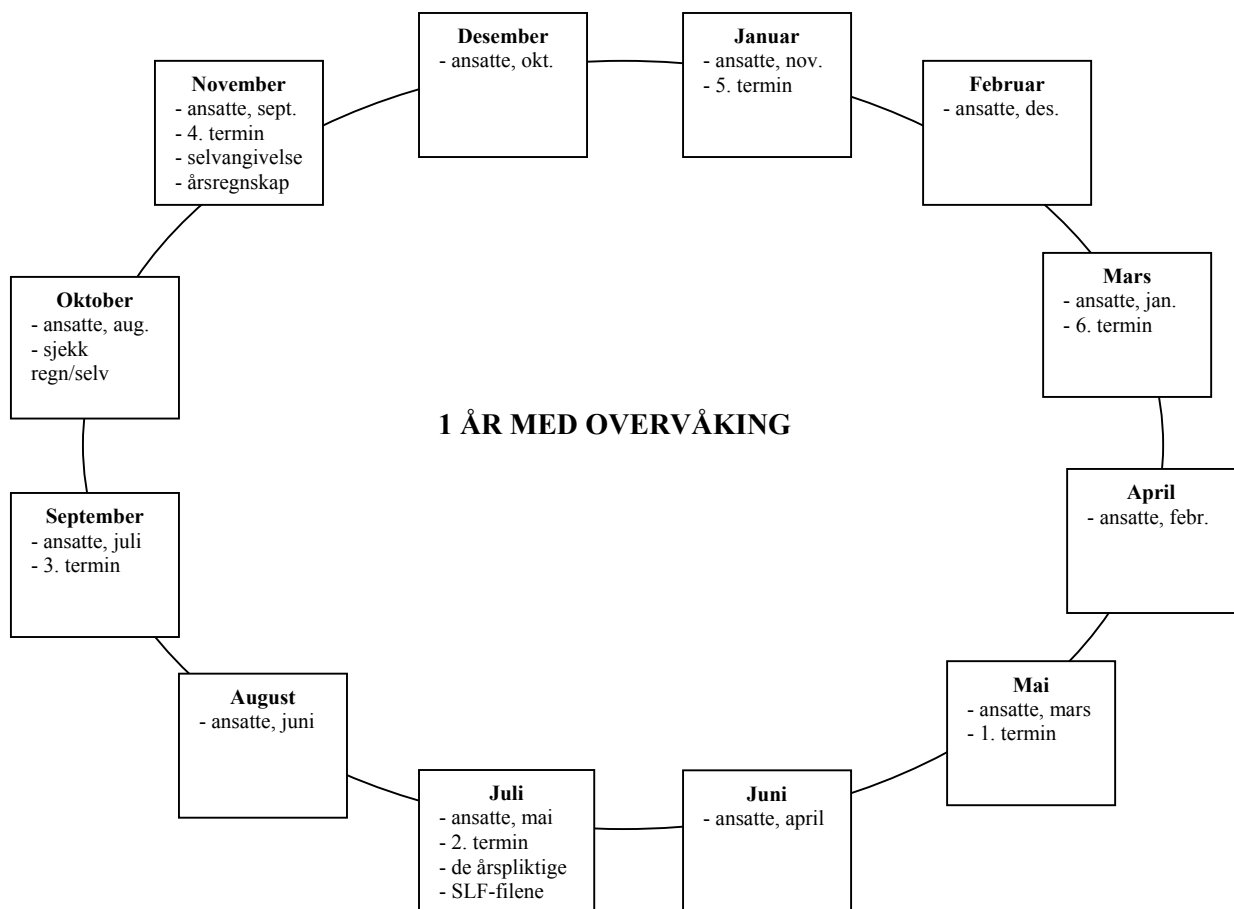 Desember
- ansatte, okt.
Januar
- ansatte, nov.
- 5. termin
November
- ansatte, sept.
- 4. termin
- selvangivelse
- årsregnskap
Februar
- ansatte, des.
Oktober
- ansatte, aug.
- sjekk
regn/selv
Mars
- ansatte, jan.
- 6. termin
1 ÅR MED OVERVÅKING
September
- ansatte, juli
- 3. termin
April
- ansatte, febr.
August
- ansatte, juni
Mai
- ansatte, mars
- 1. termin
Juli
- ansatte, mai
- 2. termin
- de årspliktige
- SLF-filene
Juni
- ansatte, april